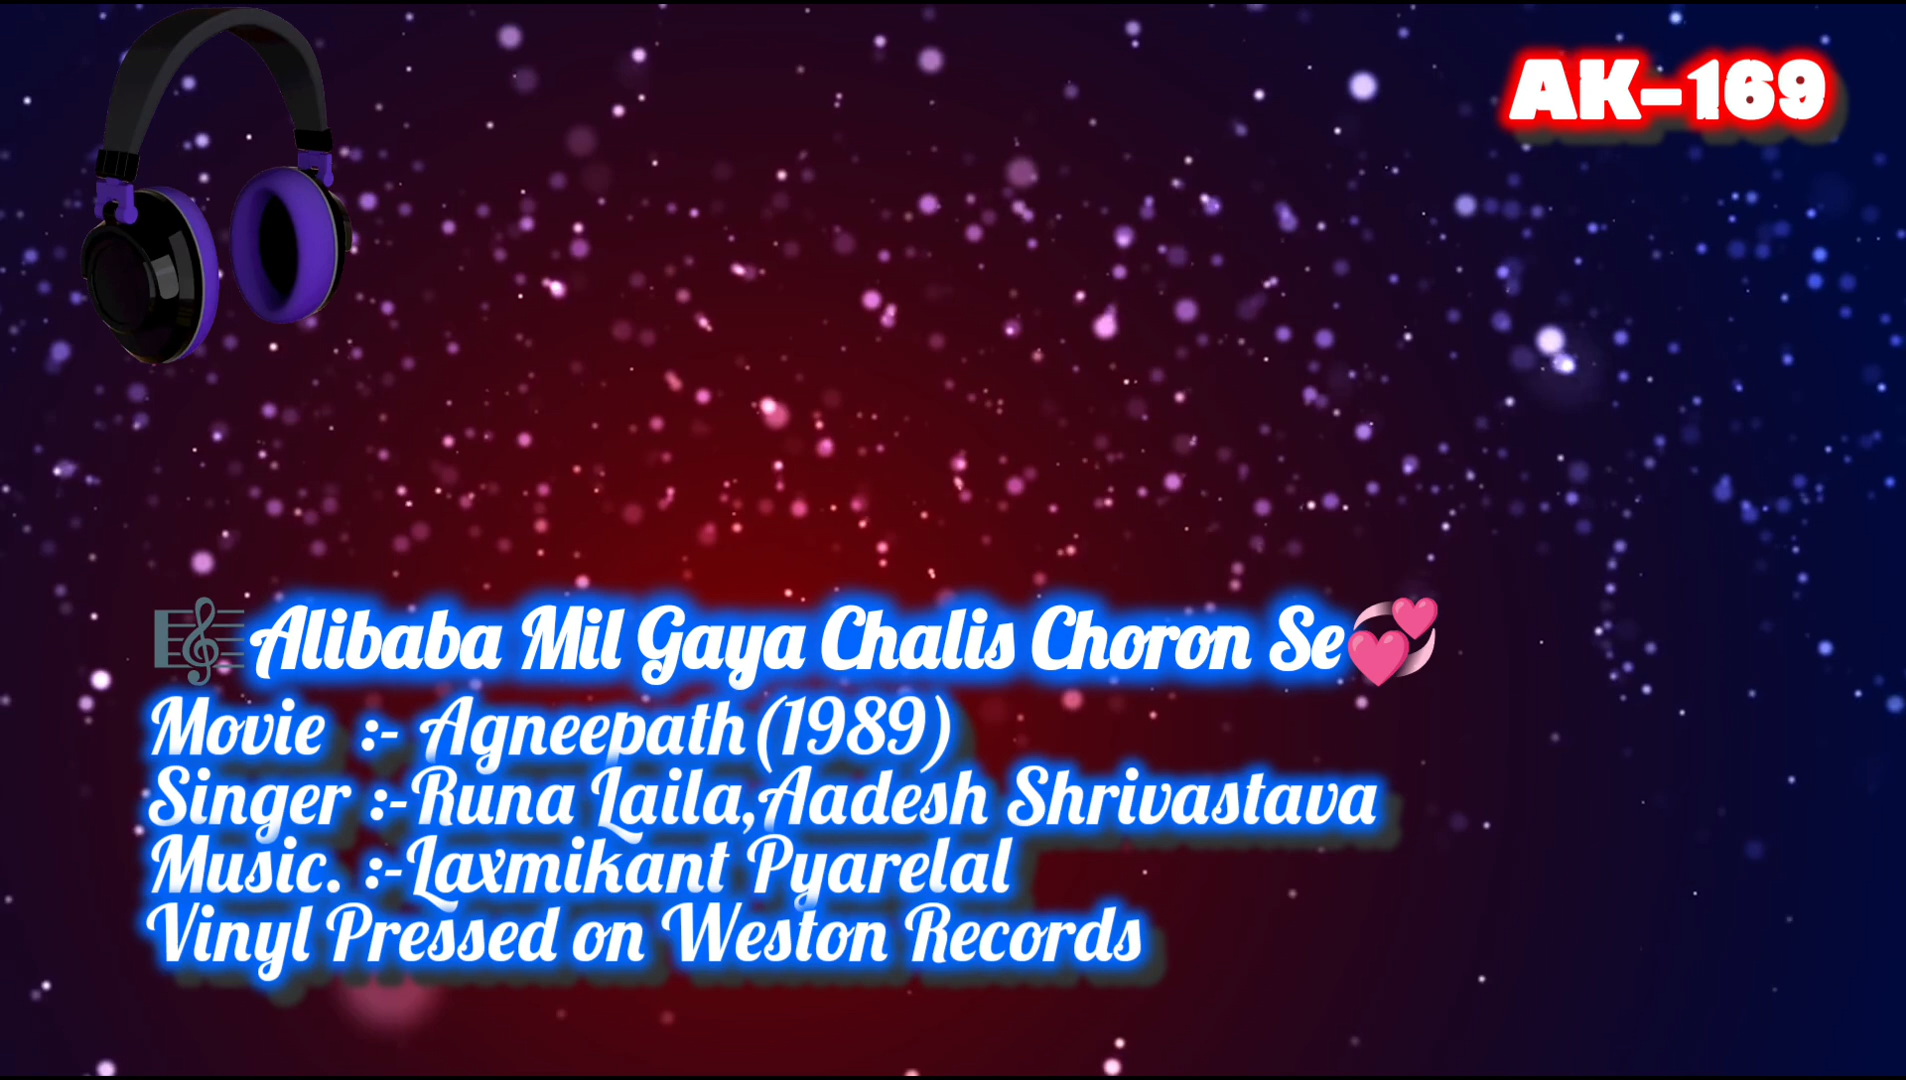 AK-169
🎼Alibaba Mil Gaya Chalis Choron Se💞
Movie :- Agneepath(1989)
Singer :-Runa Laila,Aadesh Shrivastava
Music. :-Laxmikant Pyarelal
Vinyl Pressed on Weston Records